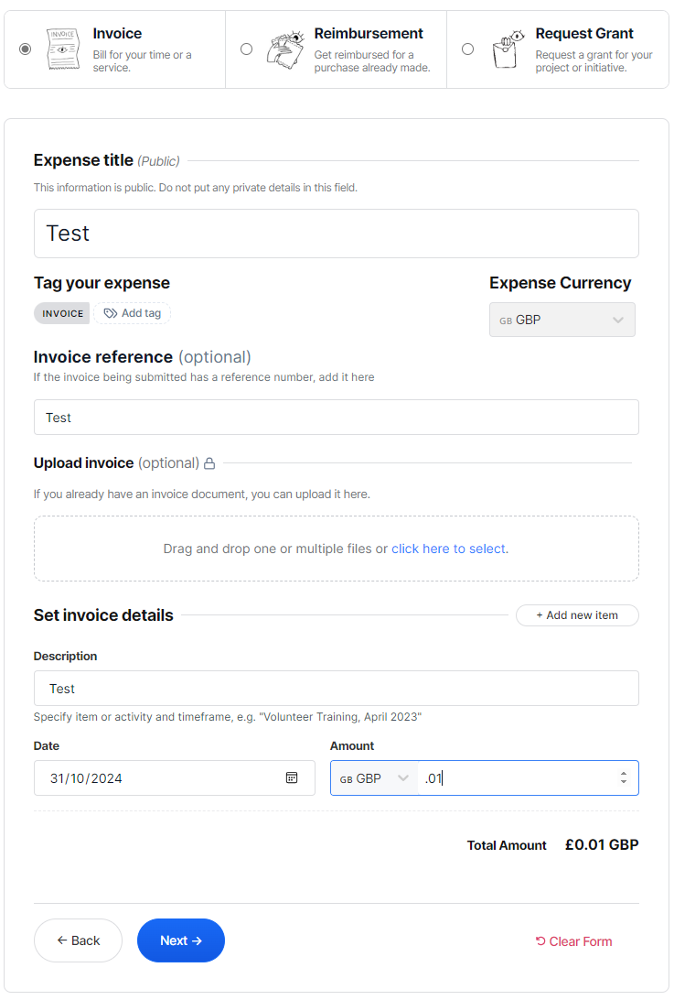 INVOICE
Invoice
Bill for your time or a
service.
Reimbursement
Get reimbursed for a
purchase already made.
Request Grant
Request a grant for your
project or initiative.
Expense title (Public)
This information is public. Do not put any private details in this field.
Test
Tag your expense
INVOICE
Add tag
Expense Currency
GB GBP
Invoice reference (optional)
If the invoice being submitted has a reference number, add it here
Test
Upload invoice (optional)
If you already have an invoice document, you can upload it here.
Drag and drop one or multiple files or click here to select.
Set invoice details
+ Add new item
Description
Test
Specify item or activity and timeframe, e.g. "Volunteer Training, April 2023"
Date
31/10/2024
Amount
GB GBP
.01
Total Amount £0.01 GBP
← Back
Next →
Clear Form